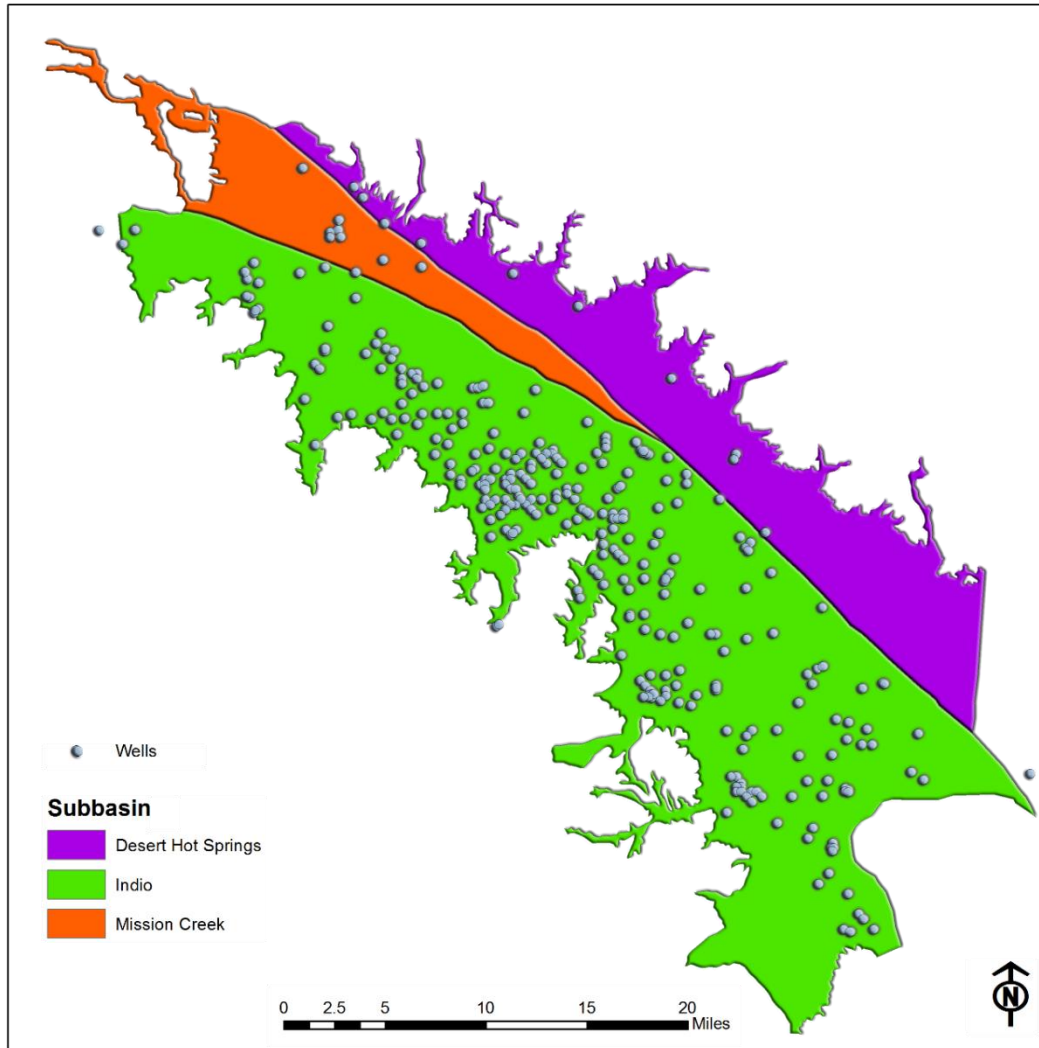 Wells
Subbasin
Desert Hot Springs
Indio
Mission Creek
0 2.5 5 10 15 20
Miles
N